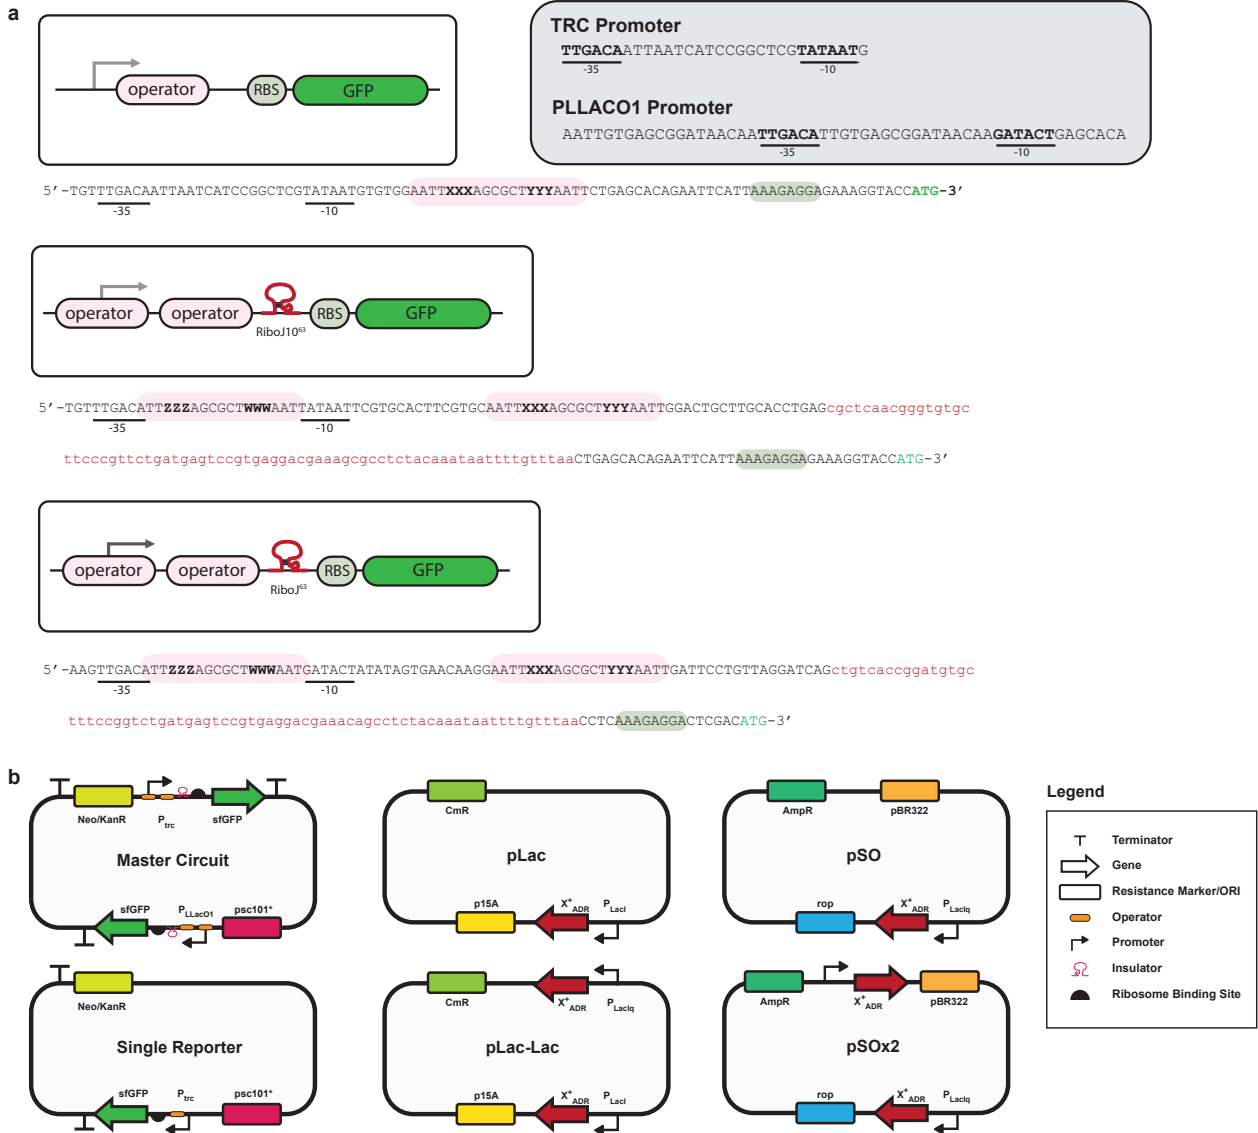 a
operator RBS GFP
TRC Promoter
TTGACAATTAATCATCCGGCTCGTATAATG
-35 -10
PLLACO1 Promoter
AATTGTGAGCGGATAACAATTGACATTGTGAGCGGATAACAAGATACTGAGCACA
-35 -10
5'-TGTTTGACAATTAATCATCCGGCTCGTATAATGTGTGGAATTXXXAGCGCTYYYAATTCTGAGCACAGAATTCATTAAAGAGGAGAAAGGTACCATG-3'
-35 -10
operator operator RBS GFP
RiboJ10⁶³
5'-TGTTTGACATTZZZAGCGCTWWWAATTATAATTCGTGCACTTCGTGCAATTXXXAGCGCTYYYAATTGGACTGCTTGCACCTGAGcgctcaacgggtgtgc
-35 -10
ttcccgttctgatgagtccgtgaggacgaaagcgcctctacaaataattttgtttaaCTGAGCACAGAATTCATTAAAGAGGAGAAAGGTACCATG-3'
operator operator RBS GFP
RiboJ⁶³
5'-AAGTTGACATTZZZAGCGCTWWWAATGATACTATATAGTGAACAAGGAATTXXXAGCGCTYYYAATTGATTCCTGTTAGGATCAGctgtcaccggatgtgc
-35 -10
tttccggtctgatgagtccgtgaggacgaaacagcctctacaaataattttgtttaaCCTCAAAGAGGACTCGACATG-3'
b
Neo/KanR Ptrc sfGFP
Master Circuit
sfGFP PLLacO1 psc101*
CmR
pLac
p15A X⁺ADR PLacI
AmpR pBR322
pSO
rop X⁺ADR PLacIq
Neo/KanR
Single Reporter
sfGFP Ptrc psc101*
CmR X⁺ADR PLacIq
pLac-Lac
p15A X⁺ADR PLacI
AmpR X⁺ADR pBR322
pSOx2
rop X⁺ADR PLacIq
Legend
Terminator
Gene
Resistance Marker/ORI
Operator
Promoter
Insulator
Ribosome Binding Site